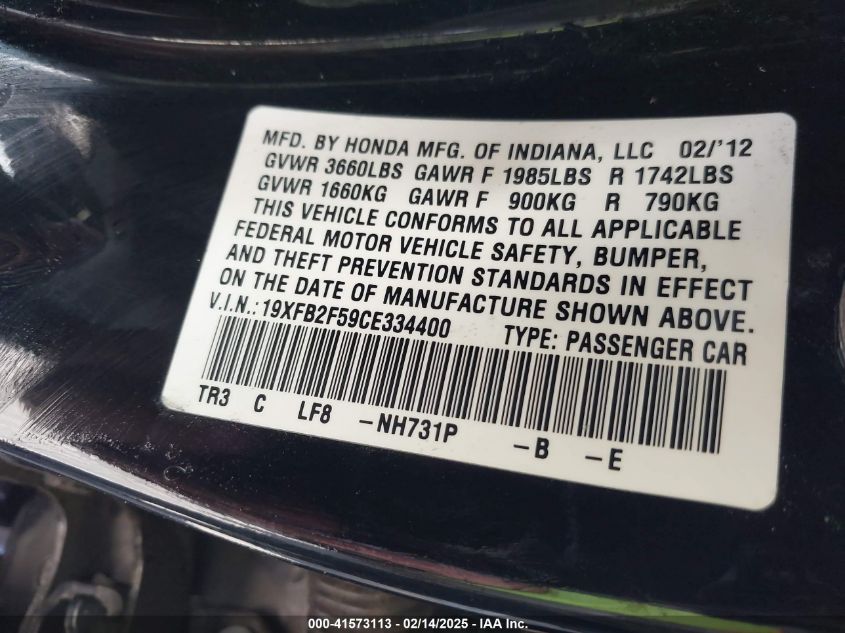 MFD. BY HONDA MFG. OF INDIANA, LLC 02/'12
GVWR 3660LBS GAWR F 1985LBS R 1742LBS
GVWR 1660KG GAWR F 900KG R 790KG
THIS VEHICLE CONFORMS TO ALL APPLICABLE
FEDERAL MOTOR VEHICLE SAFETY, BUMPER,
AND THEFT PREVENTION STANDARDS IN EFFECT
ON THE DATE OF MANUFACTURE SHOWN ABOVE.
V.I.N.: 19XFB2F59CE334400 TYPE: PASSENGER CAR
TR3 C LF8 -NH731P -B -E
00-41573113 - 02/14/2025 - IAA Inc.